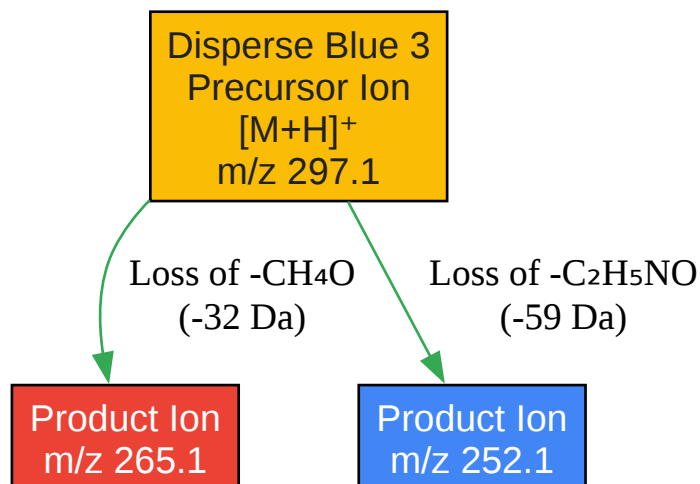 Disperse Blue 3
Precursor Ion
[M+H]⁺
m/z 297.1
Loss of -CH₄O
(-32 Da)
Loss of -C₂H₅NO
(-59 Da)
Product Ion
m/z 265.1
Product Ion
m/z 252.1